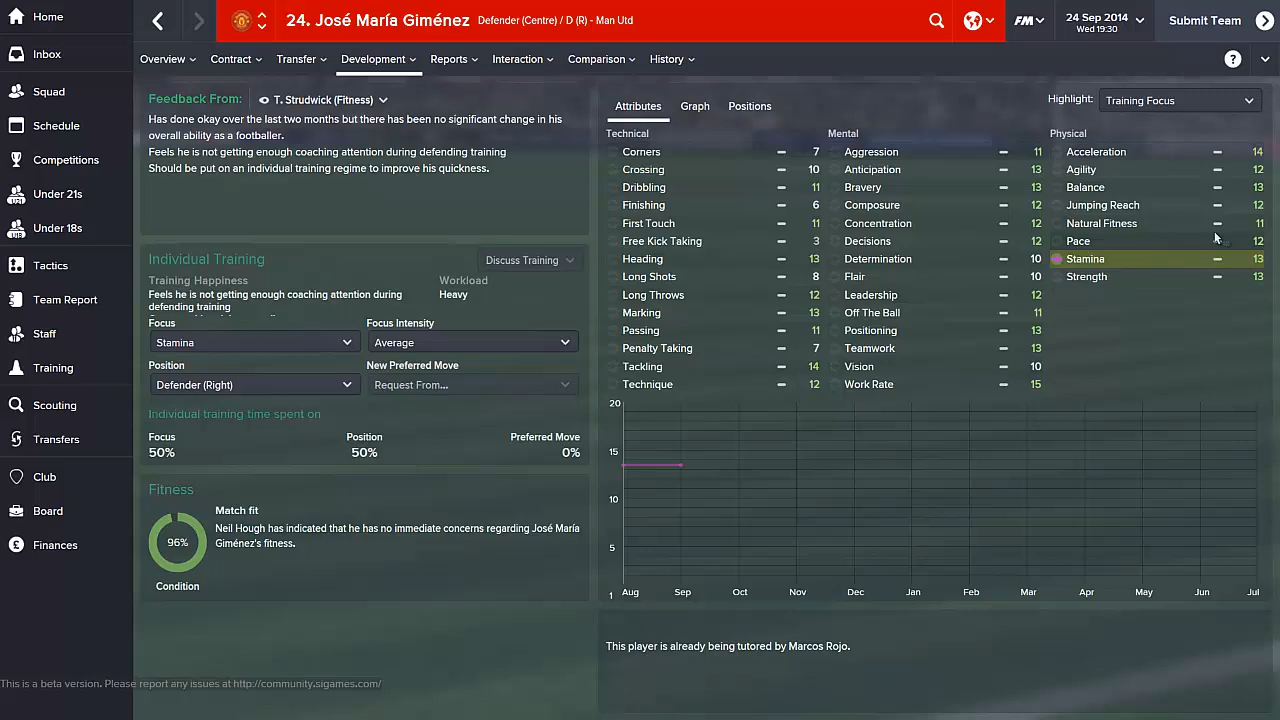 Home
Inbox
Squad
Schedule
Competitions
Under 21s
Under 18s
Tactics
Team Report
Staff
Training
Scouting
Transfers
Club
Board
Finances
24. José María Giménez Defender (Centre) / D (R) - Man Utd
FM
24 Sep 2014
Wed 19:30
Submit Team
Overview Contract Transfer Development Reports Interaction Comparison History
?
Feedback From: T. Strudwick (Fitness)
Has done okay over the last two months but there has been no significant change in his
overall ability as a footballer.
Feels he is not getting enough coaching attention during defending training
Should be put on an individual training regime to improve his quickness.
Individual Training
Discuss Training
Training Happiness Workload
Feels he is not getting enough coaching attention during Heavy
defending training
Focus Focus Intensity
Stamina Average
Position New Preferred Move
Defender (Right) Request From...
Individual training time spent on
Focus Position Preferred Move
50% 50% 0%
Fitness
96%
Condition
Match fit
Neil Hough has indicated that he has no immediate concerns regarding José María
Giménez's fitness.
Attributes Graph Positions
Highlight: Training Focus
Technical Mental Physical
Corners 7 Aggression 11 Acceleration 14
Crossing 10 Anticipation 13 Agility 12
Dribbling 11 Bravery 13 Balance 13
Finishing 6 Composure 12 Jumping Reach 12
First Touch 11 Concentration 12 Natural Fitness 11
Free Kick Taking 3 Decisions 12 Pace 12
Heading 13 Determination 10 Stamina 13
Long Shots 8 Flair 10 Strength 13
Long Throws 12 Leadership 12
Marking 13 Off The Ball 11
Passing 11 Positioning 13
Penalty Taking 7 Teamwork 13
Tackling 14 Vision 10
Technique 12 Work Rate 15
20
15
10
5
1
Aug Sep Oct Nov Dec Jan Feb Mar Apr May Jun Jul
This player is already being tutored by Marcos Rojo.
This is a beta version. Please report any issues at http://community.sigames.com/